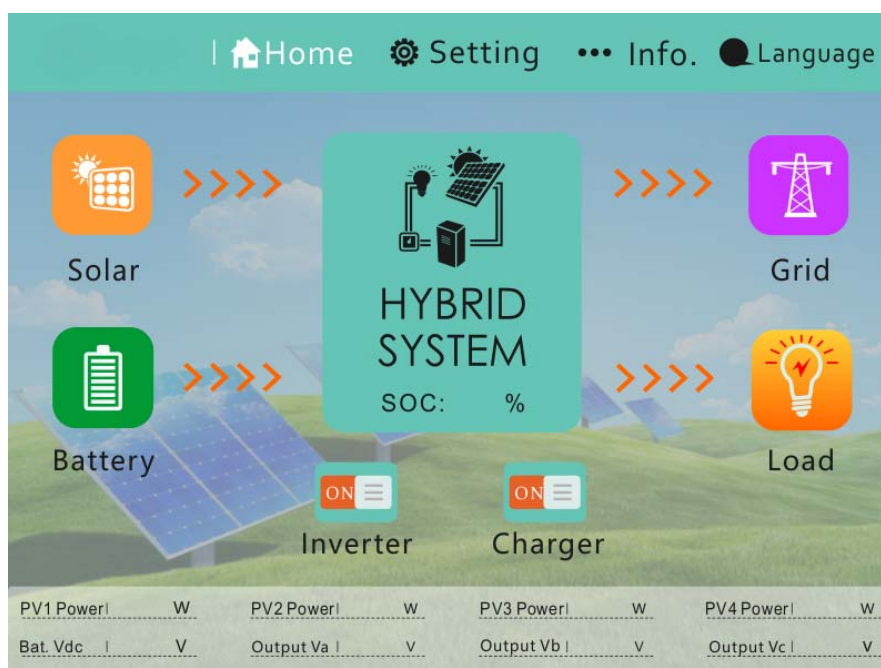 Home Setting ••• Info. Language
Solar
Grid
HYBRID
SYSTEM
SOC: %
Battery
Load
ON ON
Inverter Charger
PV1 Power W PV2 Power W PV3 Power W PV4 Power W
Bat. Vdc V Output Va V Output Vb V Output Vc V